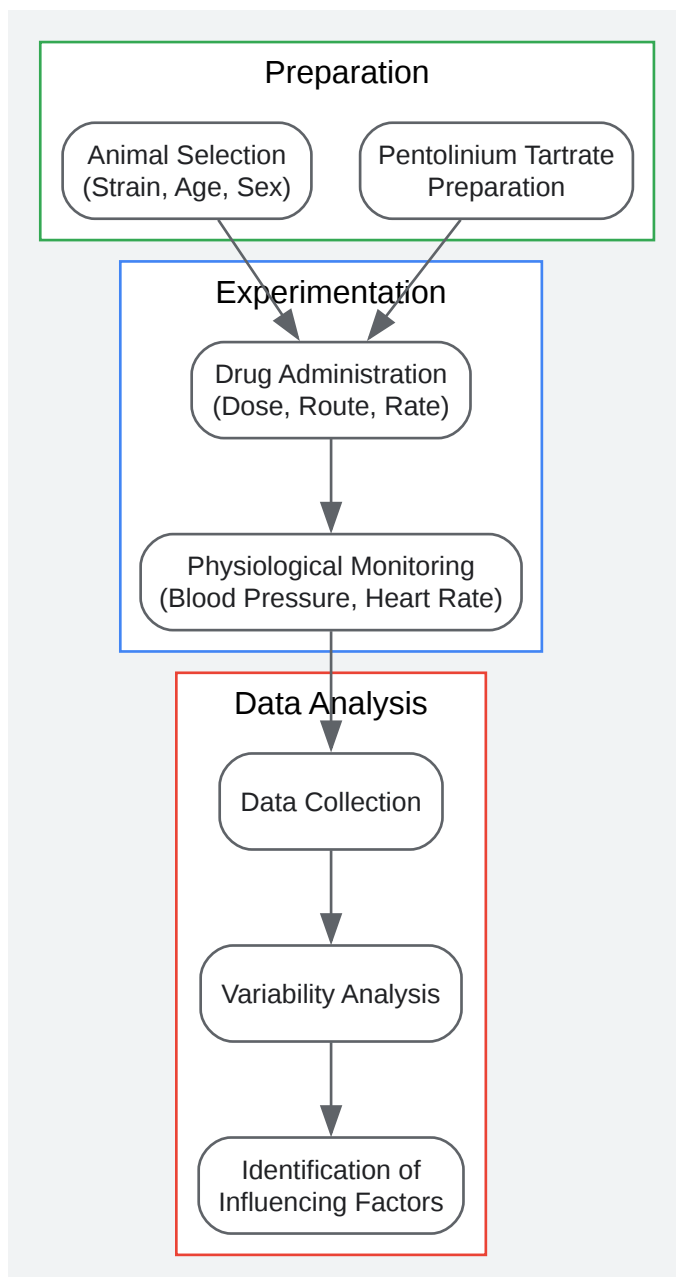 Preparation
Animal Selection
(Strain, Age, Sex)
Pentolinium Tartrate
Preparation
Experimentation
Drug Administration
(Dose, Route, Rate)
Physiological Monitoring
(Blood Pressure, Heart Rate)
Data Analysis
Data Collection
Variability Analysis
Identification of
Influencing Factors